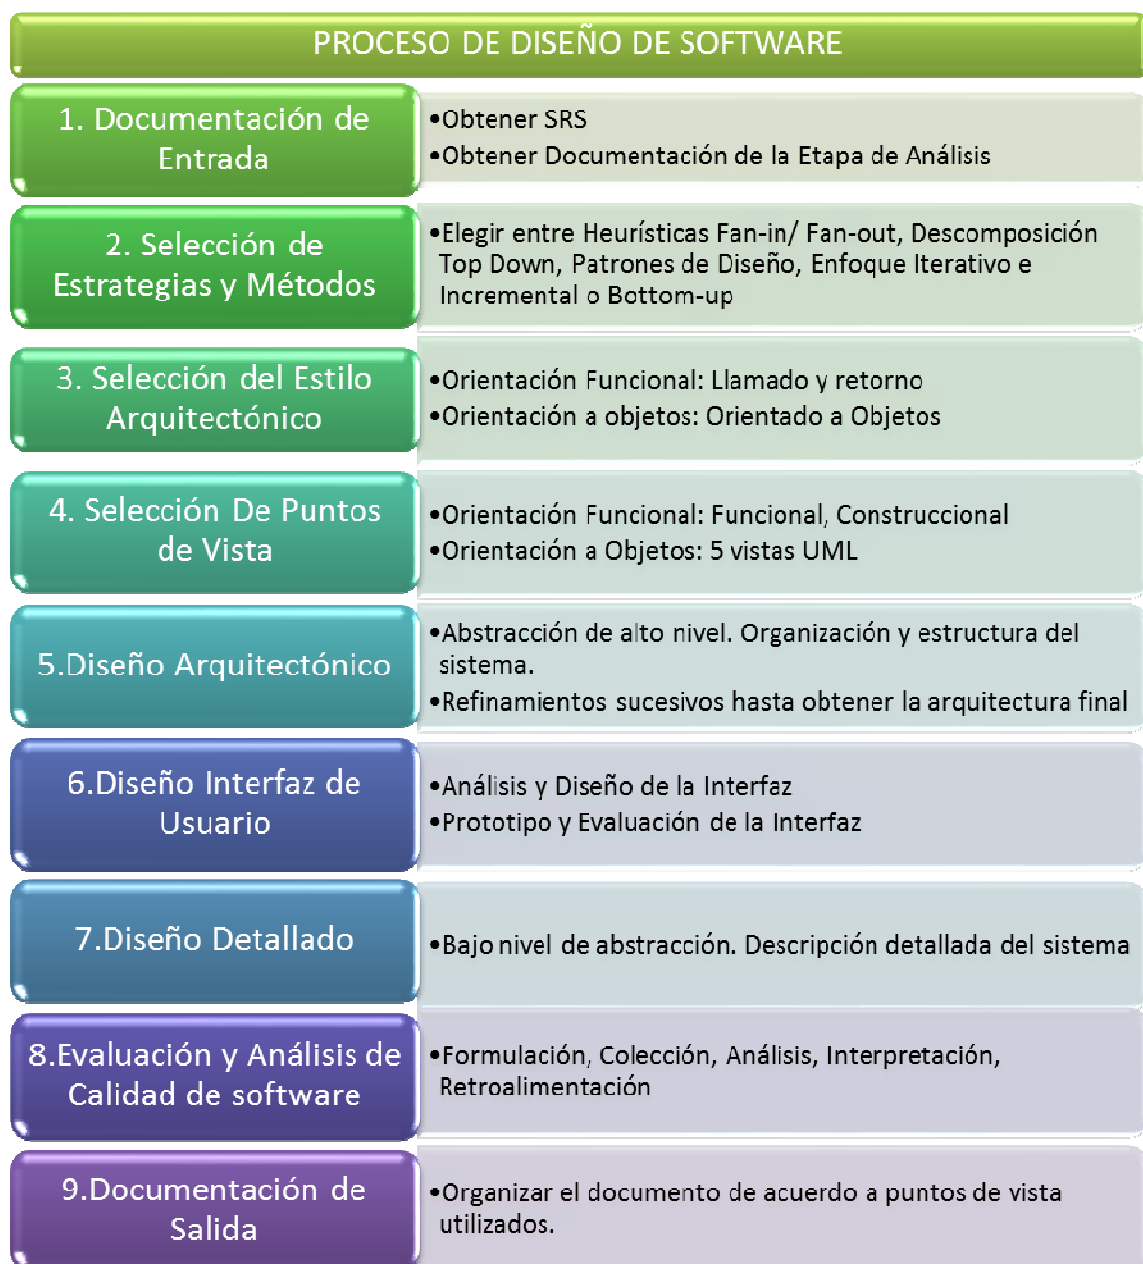 PROCESO DE DISEÑO DE SOFTWARE
1. Documentación de
Entrada
•Obtener SRS
•Obtener Documentación de la Etapa de Análisis
2. Selección de
Estrategias y Métodos
•Elegir entre Heurísticas Fan-in/ Fan-out, Descomposición
Top Down, Patrones de Diseño, Enfoque Iterativo e
Incremental o Bottom-up
3. Selección del Estilo
Arquitectónico
•Orientación Funcional: Llamado y retorno
•Orientación a objetos: Orientado a Objetos
4. Selección De Puntos
de Vista
•Orientación Funcional: Funcional, Construccional
•Orientación a Objetos: 5 vistas UML
5.Diseño Arquitectónico
•Abstracción de alto nivel. Organización y estructura del
sistema.
•Refinamientos sucesivos hasta obtener la arquitectura final
6.Diseño Interfaz de
Usuario
•Análisis y Diseño de la Interfaz
•Prototipo y Evaluación de la Interfaz
7.Diseño Detallado
•Bajo nivel de abstracción. Descripción detallada del sistema
8.Evaluación y Análisis de
Calidad de software
•Formulación, Colección, Análisis, Interpretación,
Retroalimentación
9.Documentación de
Salida
•Organizar el documento de acuerdo a puntos de vista
utilizados.